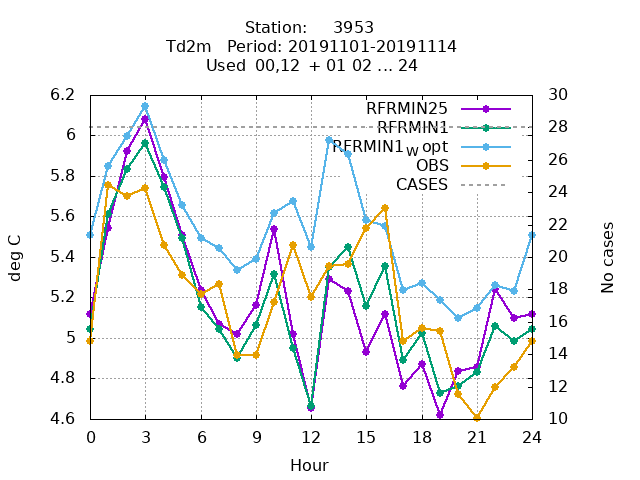 Station: 3953
Td2m Period: 20191101-20191114
Used 00,12 + 01 02 ... 24
6.2
6
5.8
5.6
5.4
5.2
5
4.8
4.6
deg C
RFRMIN25
RFRMIN1
RFRMIN1_w opt
OBS
CASES
30
28
26
24
22
20
18
16
14
12
10
No cases
0 3 6 9 12 15 18 21 24
Hour